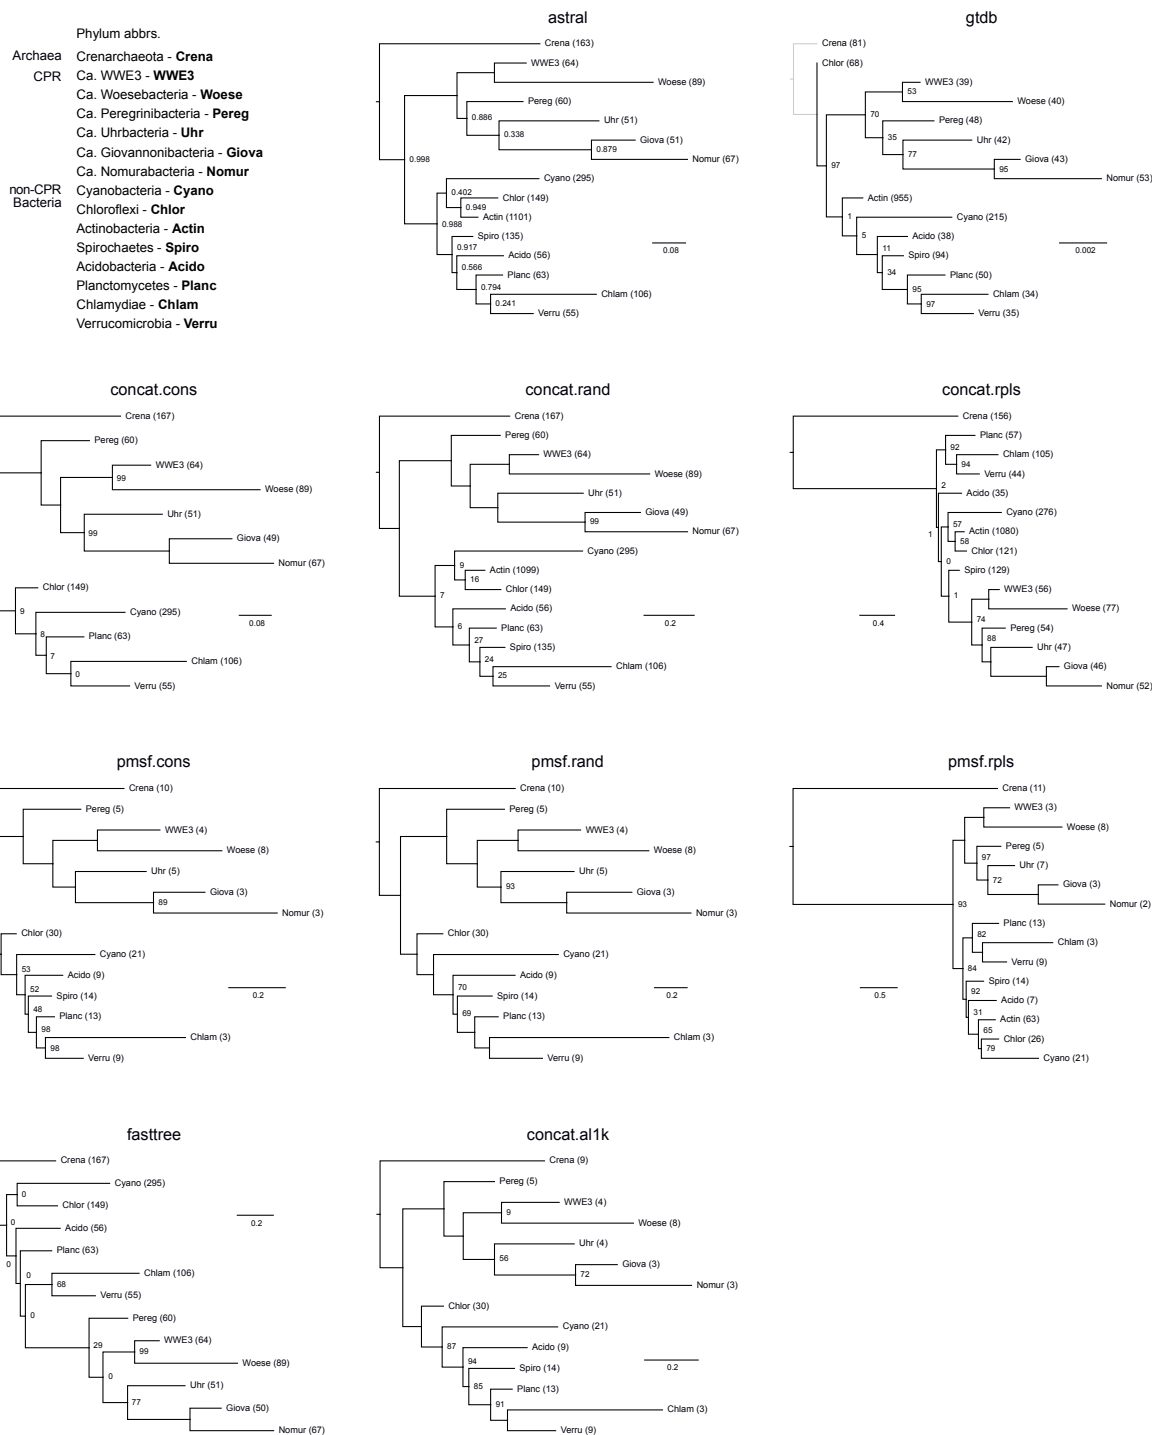 Phylum abbrs.
Archaea Crenarchaeota - Crena
CPR Ca. WWE3 - WWE3
Ca. Woesebacteria - Woese
Ca. Peregrinibacteria - Pereg
Ca. Uhrbacteria - Uhr
Ca. Giovannonibacteria - Giova
Ca. Nomurabacteria - Nomur
non-CPR Bacteria Cyanobacteria - Cyano
Chloroflexi - Chlor
Actinobacteria - Actin
Spirochaetes - Spiro
Acidobacteria - Acido
Planctomycetes - Planc
Chlamydiae - Chlam
Verrucomicrobia - Verru
astral
Crena (163)
WWE3 (64)
Woese (89)
Pereg (60)
0.886
Uhr (51)
0.338
Giova (51)
0.879
Nomur (67)
0.998
Cyano (295)
0.402
Chlor (149)
0.949
Actin (1101)
0.988
Spiro (135)
0.917
Acido (56)
0.566
Planc (63)
0.794
Chlam (106)
0.241
Verru (55)
0.08
gtdb
Crena (81)
Chlor (68)
WWE3 (39)
53
Woese (40)
70
Pereg (48)
35
Uhr (42)
77
Giova (43)
95
Nomur (53)
97
Actin (955)
1
Cyano (215)
5
Acido (38)
11
Spiro (94)
34
Planc (50)
95
Chlam (34)
97
Verru (35)
0.002
concat.cons
Crena (167)
Pereg (60)
WWE3 (64)
99
Woese (89)
Uhr (51)
99
Giova (49)
Nomur (67)
Chlor (149)
9
Cyano (295)
8
Planc (63)
7
Chlam (106)
0
Verru (55)
0.08
concat.rand
Crena (167)
Pereg (60)
WWE3 (64)
Woese (89)
Uhr (51)
Giova (49)
99
Nomur (67)
Cyano (295)
9
Actin (1099)
16
Chlor (149)
7
Acido (56)
6
Planc (63)
27
Spiro (135)
24
Chlam (106)
25
Verru (55)
0.2
concat.rpls
Crena (156)
Planc (57)
92
Chlam (105)
94
Verru (44)
2
Acido (35)
Cyano (276)
57
Actin (1080)
1
58
Chlor (121)
0
Spiro (129)
WWE3 (56)
1
Woese (77)
74
Pereg (54)
88
Uhr (47)
Giova (46)
Nomur (52)
0.4
pmsf.cons
Crena (10)
Pereg (5)
WWE3 (4)
Woese (8)
Uhr (5)
Giova (3)
89
Nomur (3)
Chlor (30)
Cyano (21)
53
Acido (9)
52
Spiro (14)
48
Planc (13)
98
Chlam (3)
98
Verru (9)
0.2
pmsf.rand
Crena (10)
Pereg (5)
WWE3 (4)
Woese (8)
Uhr (5)
93
Giova (3)
Nomur (3)
Chlor (30)
Cyano (21)
Acido (9)
70
Spiro (14)
69
Planc (13)
Chlam (3)
Verru (9)
0.2
pmsf.rpls
Crena (11)
WWE3 (3)
Woese (8)
Pereg (5)
97
Uhr (7)
72
Giova (3)
Nomur (2)
93
Planc (13)
82
Chlam (3)
Verru (9)
84
Spiro (14)
92
Acido (7)
31
Actin (63)
65
Chlor (26)
79
Cyano (21)
0.5
fasttree
Crena (167)
Cyano (295)
0
Chlor (149)
0
Acido (56)
Planc (63)
0
0
Chlam (106)
68
Verru (55)
0
Pereg (60)
29
WWE3 (64)
99
Woese (89)
0
Uhr (51)
77
Giova (50)
Nomur (67)
0.2
concat.al1k
Crena (9)
Pereg (5)
WWE3 (4)
9
Woese (8)
Uhr (4)
56
Giova (3)
72
Nomur (3)
Chlor (30)
Cyano (21)
87
Acido (9)
94
Spiro (14)
85
Planc (13)
91
Chlam (3)
Verru (9)
0.2